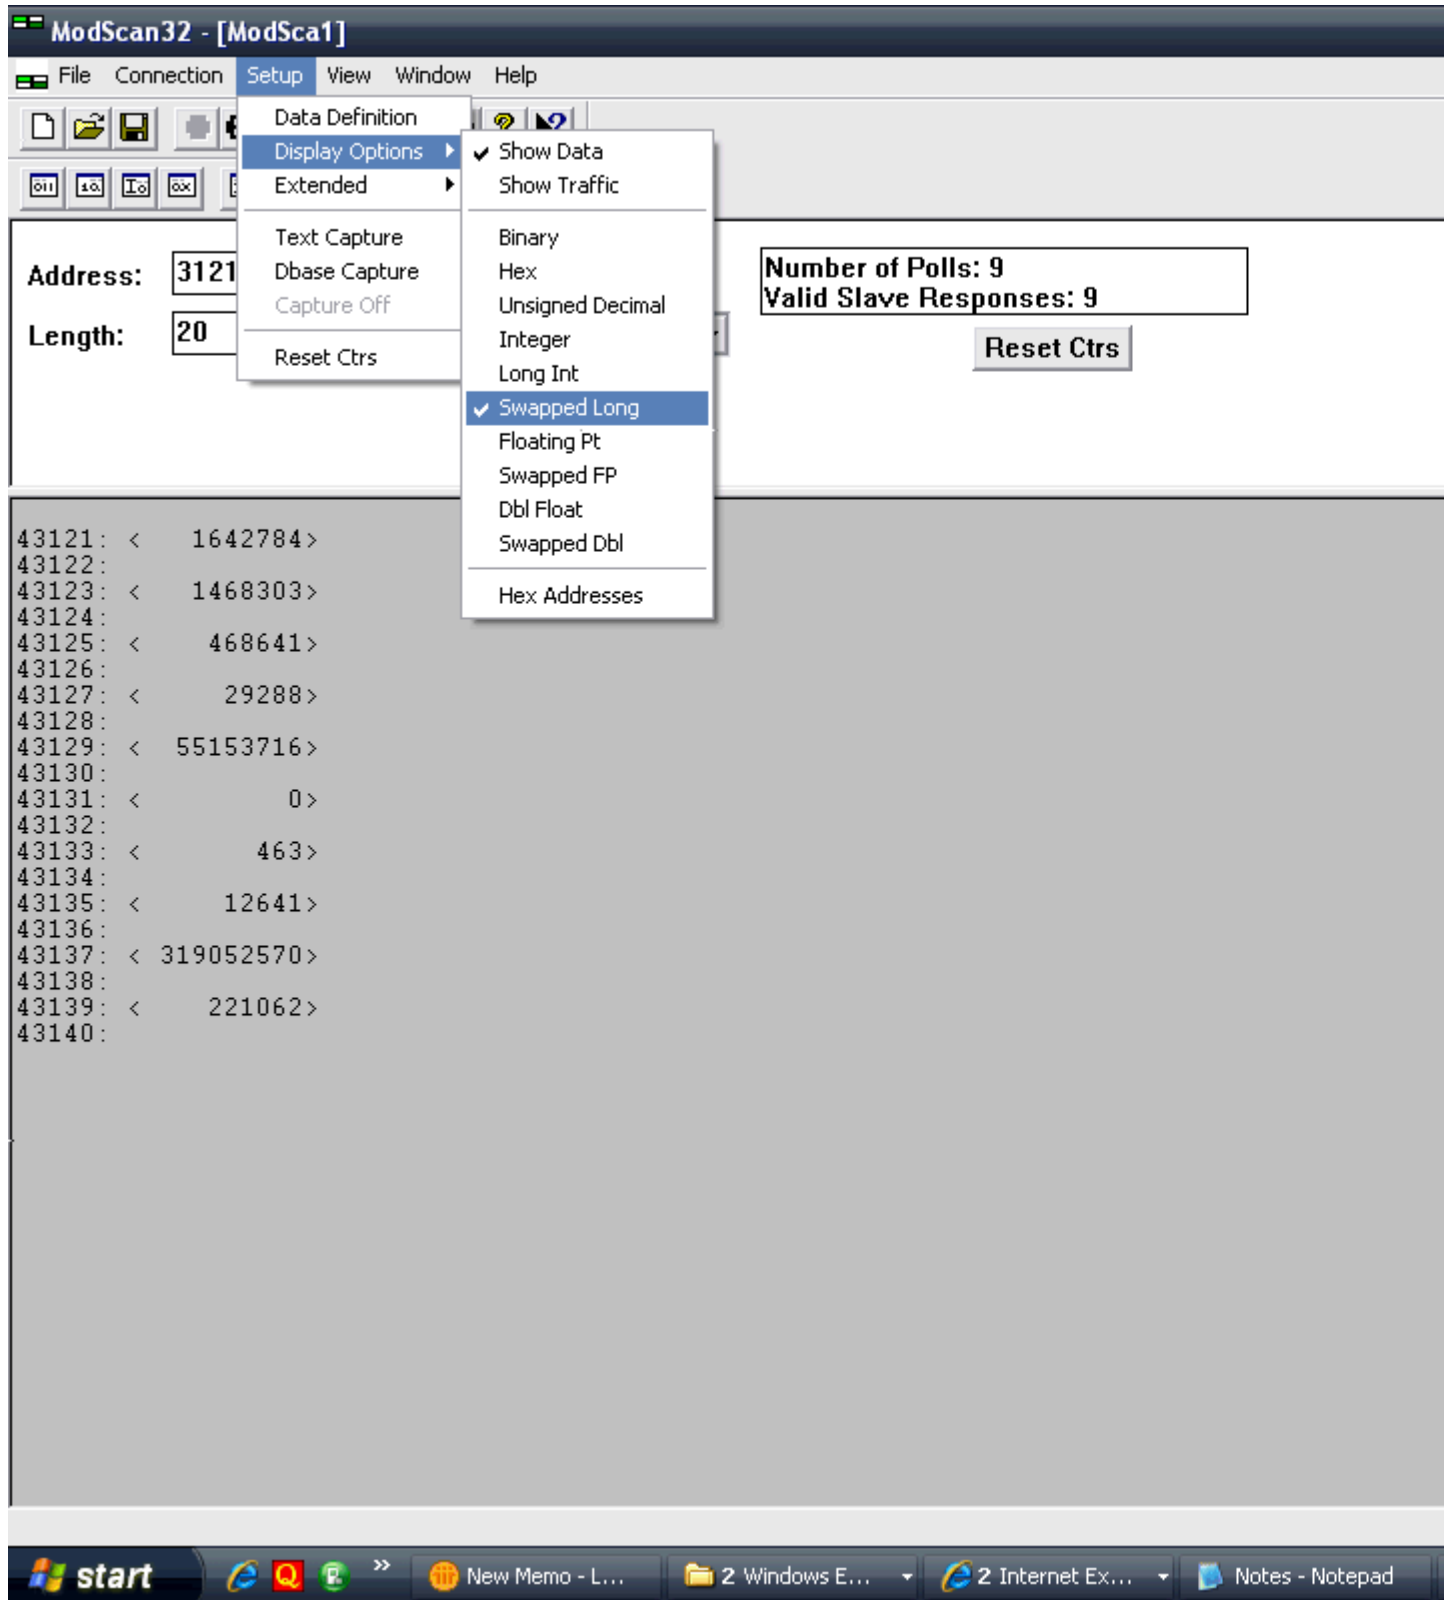 ModScan32 - [ModSca1]
File Connection Setup View Window Help
Data Definition
Display Options
Extended
Text Capture
Dbase Capture
Capture Off
Reset Ctrs
Show Data
Show Traffic
Binary
Hex
Unsigned Decimal
Integer
Long Int
Swapped Long
Floating Pt
Swapped FP
Dbl Float
Swapped Dbl
Hex Addresses
Address: 3121
Length: 20
Number of Polls: 9
Valid Slave Responses: 9
Reset Ctrs
43121: < 1642784>
43122:
43123: < 1468303>
43124:
43125: < 468641>
43126:
43127: < 29288>
43128:
43129: < 55153716>
43130:
43131: < 0>
43132:
43133: < 463>
43134:
43135: < 12641>
43136:
43137: < 319052570>
43138:
43139: < 221062>
43140:
start New Memo - L... 2 Windows E... 2 Internet Ex... Notes - Notepad